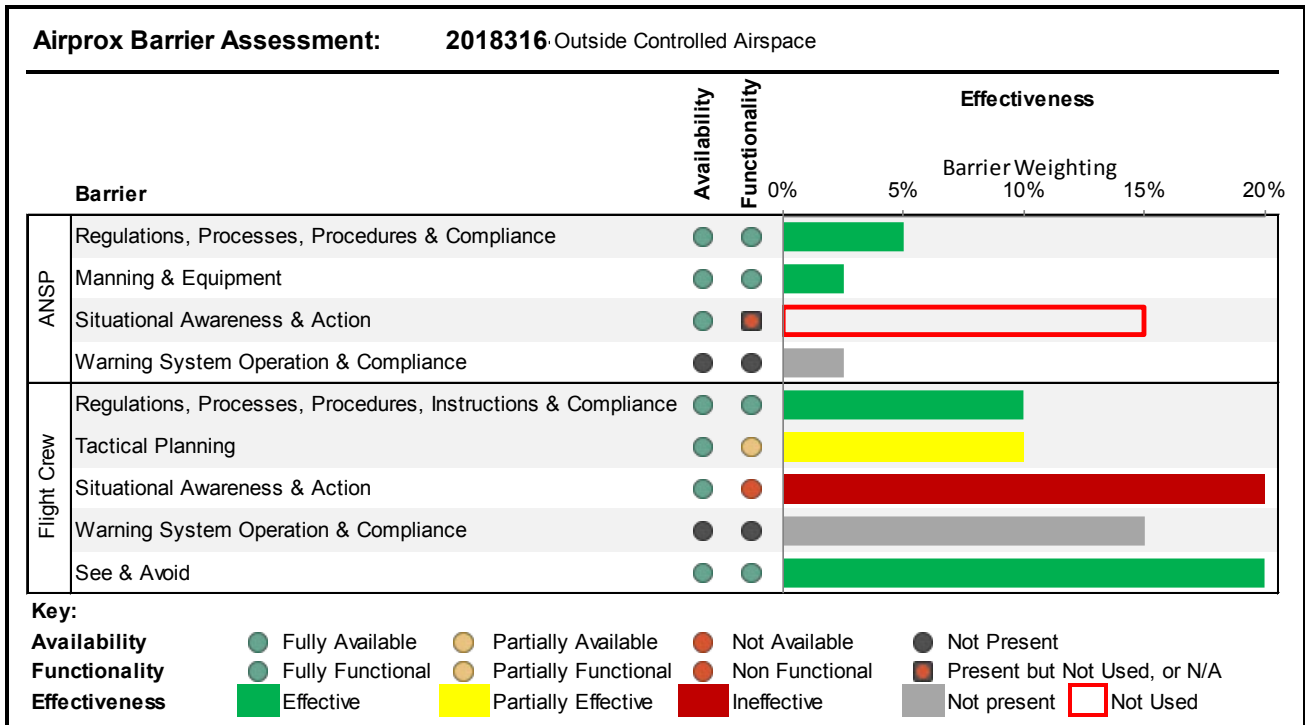 Airprox Barrier Assessment: 2018316 Outside Controlled Airspace
Availability
Functionality
Effectiveness
Barrier Weighting
Barrier
0% 5% 10% 15% 20%
ANSP
Regulations, Processes, Procedures & Compliance
Manning & Equipment
Situational Awareness & Action
Warning System Operation & Compliance
Flight Crew
Regulations, Processes, Procedures, Instructions & Compliance
Tactical Planning
Situational Awareness & Action
Warning System Operation & Compliance
See & Avoid
Key:
Availability Fully Available Partially Available Not Available Not Present
Functionality Fully Functional Partially Functional Non Functional Present but Not Used, or N/A
Effectiveness Effective Partially Effective Ineffective Not present Not Used